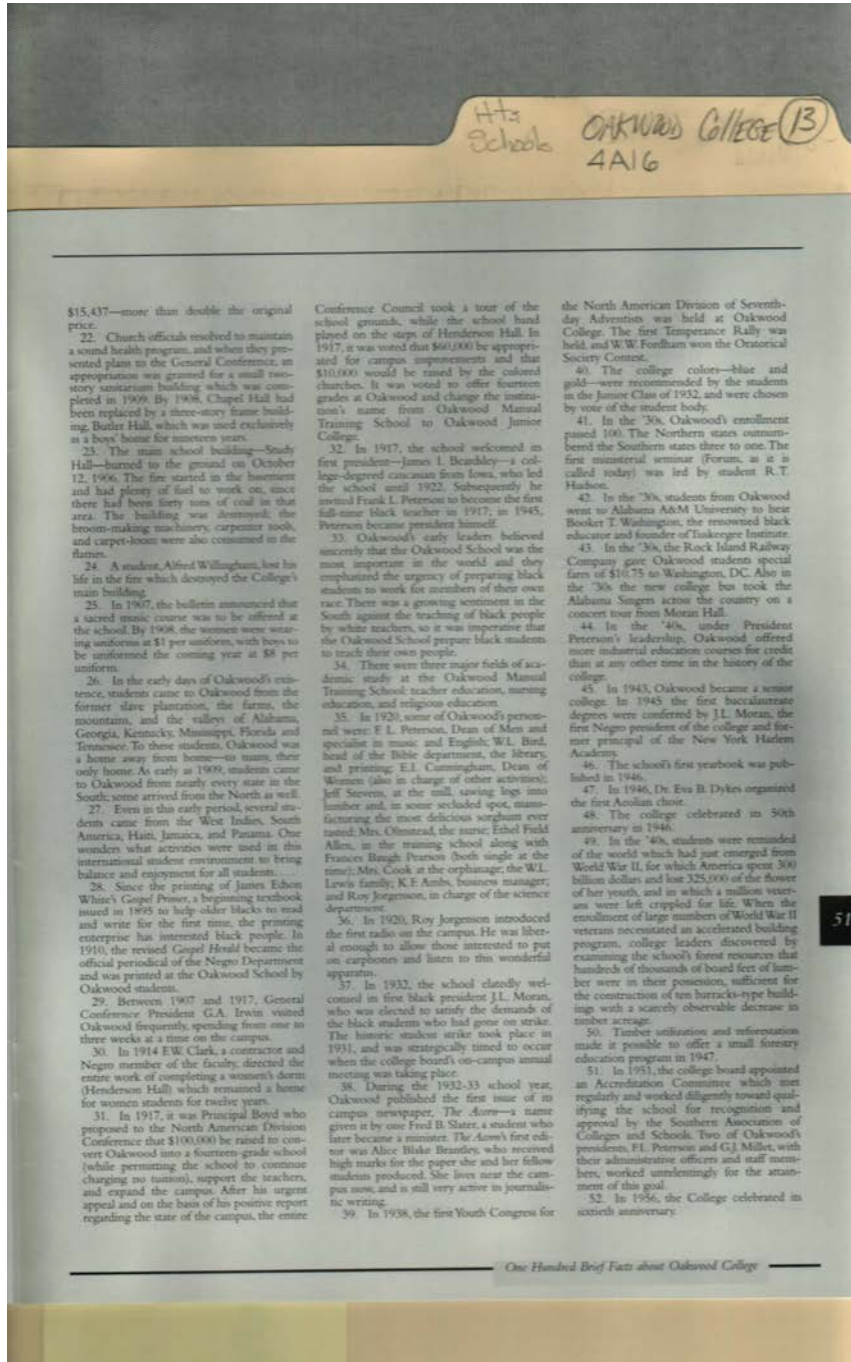 Hts
Schools
OAKWOOD COllEGE 13
4A16
$15,437—more than double the original
price.
22. Church officials resolved to maintain
a sound health program, and when they pre-
sented plans to the General Conference, an
appropriation was granted for a small two-
story sanitarium building which was com-
pleted in 1909. By 1908, Chapel Hall had
been replaced by a three-story frame build-
ing, Butler Hall, which was used exclusively
as a boys' home for nineteen years.
23. The main school building—Study
Hall—burned to the ground on October
12, 1906. The fire started in the basement
and had plenty of fuel to work on, since
there had been forty tons of coal in that
area. The building was destroyed; the
broom-making machinery, carpenter tools,
and carpet-loom were also consumed in the
flames.
24. A student, Alfred Willingham, lost his
life in the fire which destroyed the College's
main building.
25. In 1907, the bulletin announced that
a sacred music course was to be offered at
the school. By 1908, the women were wear-
ing uniforms at $1 per uniform, with boys to
be uniformed the coming year at $8 per
uniform.
26. In the early days of Oakwood's exis-
tence, students came to Oakwood from the
former slave plantation, the farms, the
mountains, and the valleys of Alabama,
Georgia, Kentucky, Mississippi, Florida and
Tennessee. To these students, Oakwood was
a home away from home—to many, their
only home. As early as 1909, students came
to Oakwood from nearly every state in the
South; some arrived from the North as well.
27. Even in this early period, several stu-
dents came from the West Indies, South
America, Haiti, Jamaica, and Panama. One
wonders what activities were used in this
international student environment to bring
balance and enjoyment for all students. . . .
28. Since the printing of James Edson
White's Gospel Primer, a beginning textbook
issued in 1895 to help older blacks to read
and write for the first time, the printing
enterprise has interested black people. In
1910, the revised Gospel Herald became the
official periodical of the Negro Department
and was printed at the Oakwood School by
Oakwood students.
29. Between 1907 and 1917, General
Conference President G.A. Irwin visited
Oakwood frequently, spending from one to
three weeks at a time on the campus.
30. In 1914 E.W. Clark, a contractor and
Negro member of the faculty, directed the
entire work of completing a women's dorm
(Henderson Hall) which remained a home
for women students for twelve years.
31. In 1917, it was Principal Boyd who
proposed to the North American Division
Conference that $100,000 be raised to con-
vert Oakwood into a fourteen-grade school
(while permitting the school to continue
charging no tuition), support the teachers,
and expand the campus. After his urgent
appeal and on the basis of his positive report
regarding the state of the campus, the entire
Conference Council took a tour of the
school grounds, while the school band
played on the steps of Henderson Hall. In
1917, it was voted that $60,000 be appropri-
ated for campus improvements and that
$10,000 would be raised by the colored
churches. It was voted to offer fourteen
grades at Oakwood and change the institu-
tion's name from Oakwood Manual
Training School to Oakwood Junior
College.
32. In 1917, the school welcomed its
first president—James I. Beardsley—a col-
lege-degreed caucasian from Iowa, who led
the school until 1922. Subsequently he
invited Frank L. Peterson to become the first
full-time black teacher in 1917; in 1945,
Peterson became president himself.
33. Oakwood's early leaders believed
sincerely that the Oakwood School was the
most important in the world and they
emphasized the urgency of preparing black
students to work for members of their own
race. There was a growing sentiment in the
South against the teaching of black people
by white teachers, so it was imperative that
the Oakwood School prepare black students
to teach their own people.
34. There were three major fields of aca-
demic study at the Oakwood Manual
Training School: teacher education, nursing
education, and religious education.
35. In 1920, some of Oakwood's person-
nel were: F. L. Peterson, Dean of Men and
specialist in music and English; W.L. Bird,
head of the Bible department, the library,
and printing; E.I. Cunningham, Dean of
Women (also in charge of other activities);
Jeff Stevens, at the mill, sawing logs into
lumber and, in some secluded spot, manu-
facturing the most delicious sorghum ever
tasted; Mrs. Olmstead, the nurse; Ethel Field
Allen, in the training school along with
Frances Baugh Pearson (both single at the
time); Mrs. Cook at the orphanage; the W.L.
Lewis family; K.F. Ambs, business manager;
and Roy Jorgenson, in charge of the science
department.
36. In 1920, Roy Jorgenson introduced
the first radio on the campus. He was liber-
al enough to allow those interested to put
on earphones and listen to this wonderful
apparatus.
37. In 1932, the school elatedly wel-
comed its first black president J.L. Moran,
who was elected to satisfy the demands of
the black students who had gone on strike.
The historic student strike took place in
1931, and was strategically timed to occur
when the college board's on-campus annual
meeting was taking place.
38. During the 1932-33 school year,
Oakwood published the first issue of its
campus newspaper, The Acorn—a name
given it by one Fred B. Slater, a student who
later became a minister. The Acorn's first edi-
tor was Alice Blake Brantley, who received
high marks for the paper she and her fellow
students produced. She lives near the cam-
pus now, and is still very active in journalis-
tic writing.
39. In 1938, the first Youth Congress for
the North American Division of Seventh-
day Adventists was held at Oakwood
College. The first Temperance Rally was
held, and W.W. Fordham won the Oratorical
Society Contest.
40. The college colors—blue and
gold—were recommended by the students
in the Junior Class of 1932, and were chosen
by vote of the student body.
41. In the '30s, Oakwood's enrollment
passed 100. The Northern states outnum-
bered the Southern states three to one. The
first ministerial seminar (Forum, as it is
called today) was led by student R.T.
Hudson.
42. In the '30s, students from Oakwood
went to Alabama A&M University to hear
Booker T. Washington, the renowned black
educator and founder of Tuskegee Institute.
43. In the '30s, the Rock Island Railway
Company gave Oakwood students special
fares of $10.75 to Washington, DC. Also in
the '30s the new college bus took the
Alabama Singers across the country on a
concert tour from Moran Hall.
44. In the '40s, under President
Peterson's leadership, Oakwood offered
more industrial education courses for credit
than at any other time in the history of the
college.
45. In 1943, Oakwood became a senior
college. In 1945 the first baccalaureate
degrees were conferred by J.L. Moran, the
first Negro president of the college and for-
mer principal of the New York Harlem
Academy.
46. The school's first yearbook was pub-
lished in 1946.
47. In 1946, Dr. Eva B. Dykes organized
the first Aeolian choir.
48. The college celebrated its 50th
anniversary in 1946.
49. In the '40s, students were reminded
of the world which had just emerged from
World War II, for which America spent 300
billion dollars and lost 325,000 of the flower
of her youth, and in which a million veter-
ans were left crippled for life. When the
enrollment of large numbers of World War II
veterans necessitated an accelerated building
program, college leaders discovered by
examining the school's forest resources that
hundreds of thousands of board feet of lum-
ber were in their possession, sufficient for
the construction of ten barracks-type build-
ings with a scarcely observable decrease in
timber acreage.
50. Timber utilization and reforestation
made it possible to offer a small forestry
education program in 1947.
51. In 1951, the college board appointed
an Accreditation Committee which met
regularly and worked diligently toward qual-
ifying the school for recognition and
approval by the Southern Association of
Colleges and Schools. Two of Oakwood's
presidents, F.L. Peterson and G.J. Millet, with
their administrative officers and staff mem-
bers, worked unrelentingly for the attain-
ment of this goal.
52. In 1956, the College celebrated its
sixtieth anniversary.
51
One Hundred Brief Facts about Oakwood College